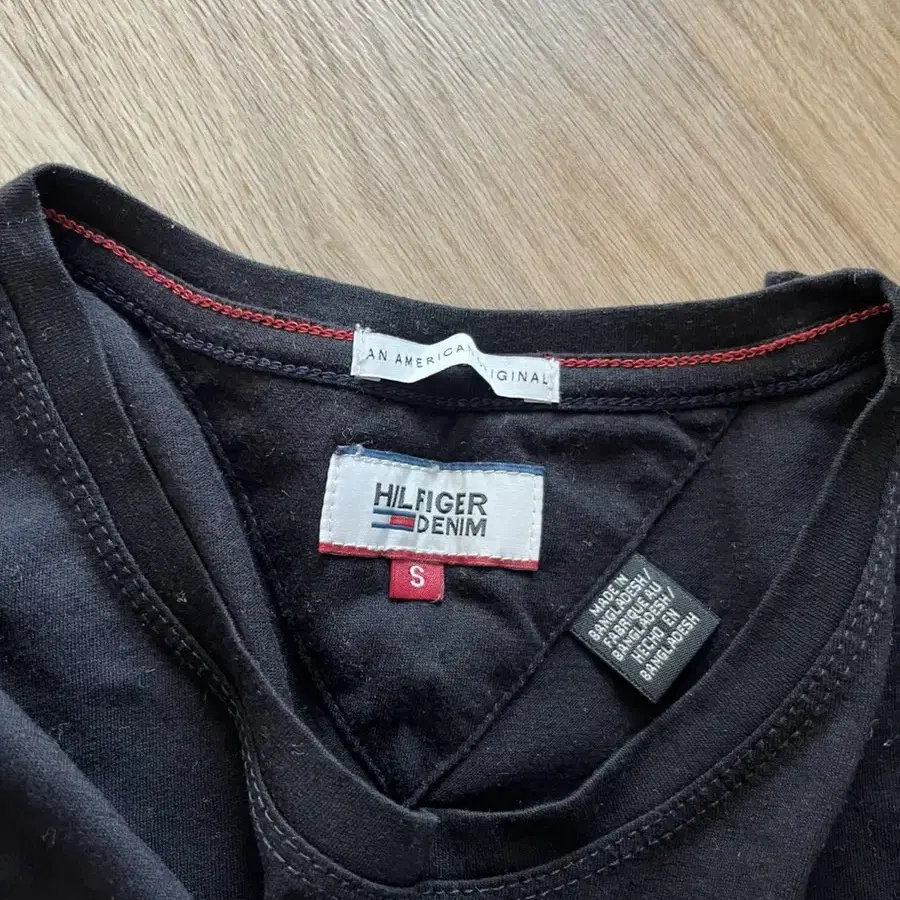 AN AMERICAN ORIGINAL
HILFIGER
DENIM
S
MADE IN
BANGLADESH/
FABRIQUE AU
BANGLADESH/
HECHO EN
BANGLADESH